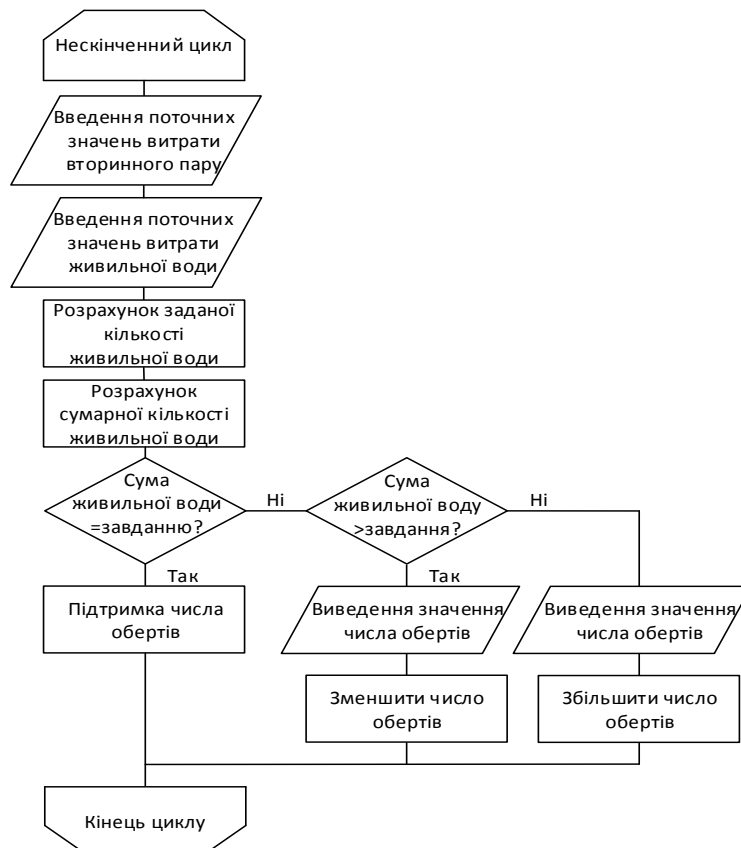 Нескінченний цикл
Введення поточних
значень витрати
вторинного пару
Введення поточних
значень витрати
живильної води
Розрахунок заданої
кількості
живильної води
Розрахунок
сумарної кількості
живильної води
Сума
живильної води
=завданню?
Ні
Сума
живильної воду
>завдання?
Ні
Так
Так
Підтримка числа
обертів
Виведення значення
числа обертів
Виведення значення
числа обертів
Зменшити число
обертів
Збільшити число
обертів
Кінець циклу